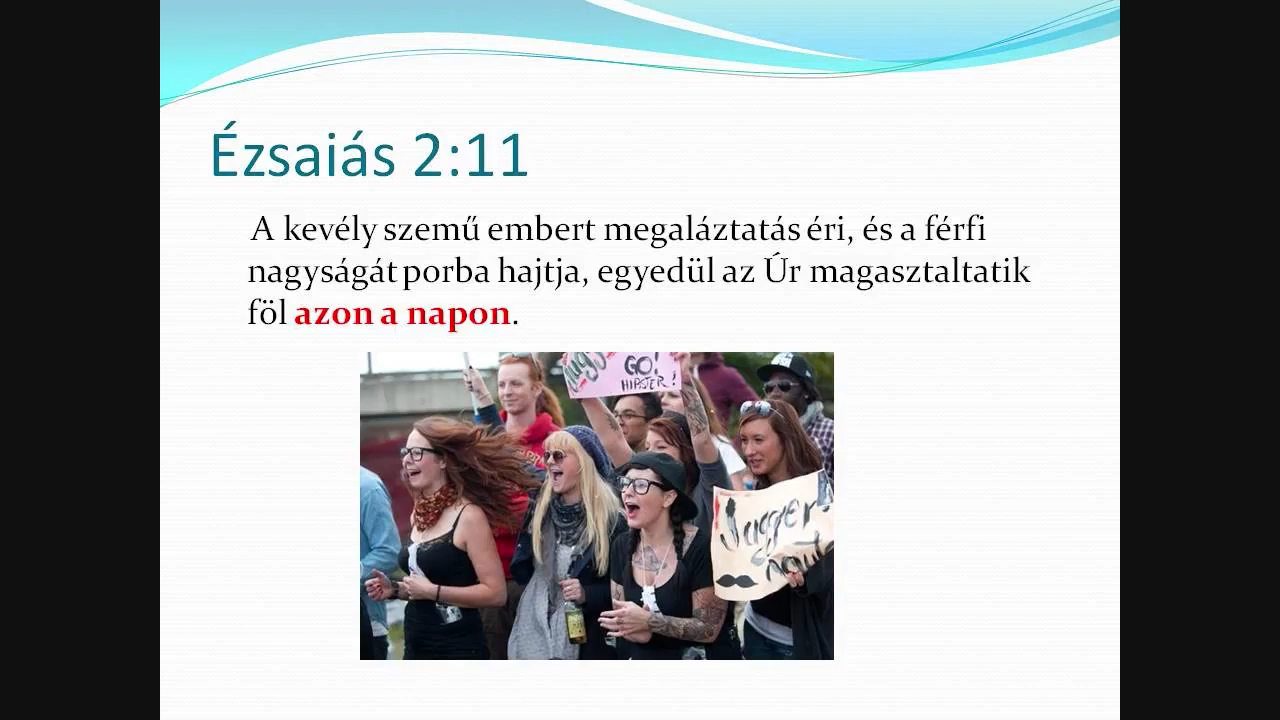 Ézsaiás 2:11
A kevély szemű embert megaláztatás éri, és a férfi
nagyságát porba hajtja, egyedül az Úr magasztaltatik
föl azon a napon.
GO!
HIPSTER!
Jugger